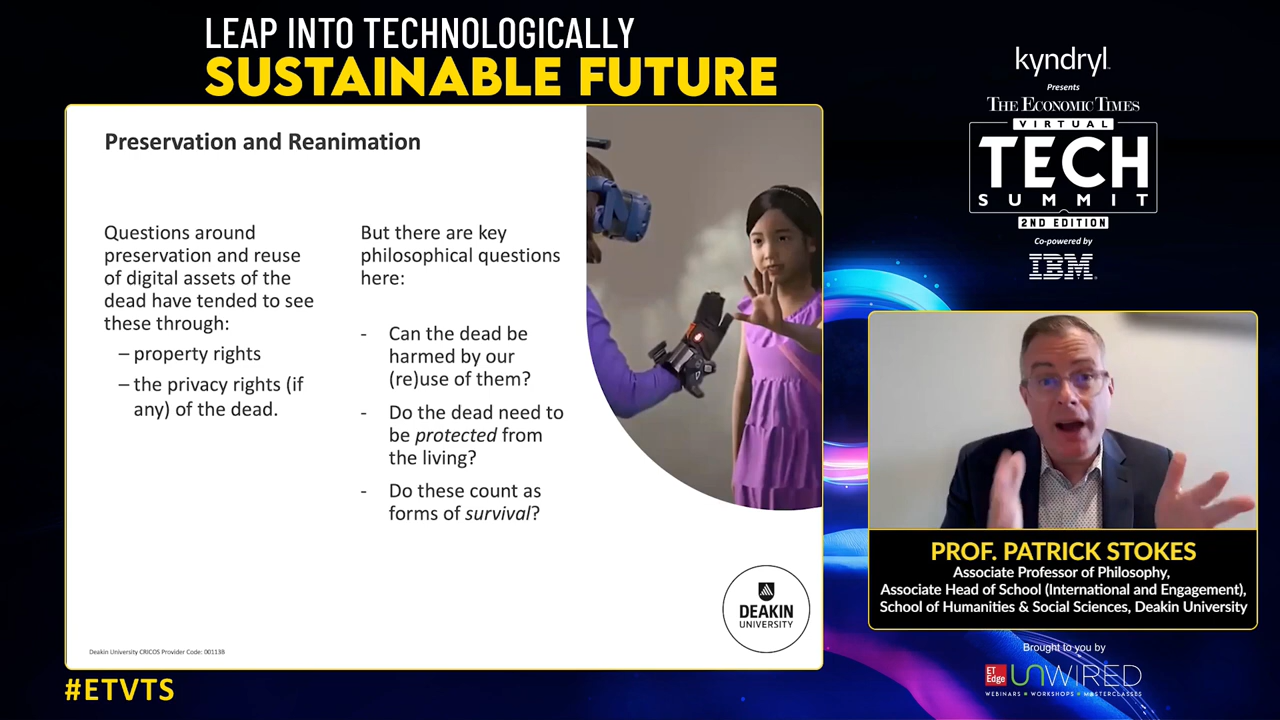 LEAP INTO TECHNOLOGICALLY
SUSTAINABLE FUTURE
Preservation and Reanimation
Questions around
preservation and reuse
of digital assets of the
dead have tended to see
these through:
– property rights
– the privacy rights (if
any) of the dead.
But there are key
philosophical questions
here:
- Can the dead be
harmed by our
(re)use of them?
- Do the dead need to
be protected from
the living?
- Do these count as
forms of survival?
DEAKIN
UNIVERSITY
Deakin University CRICOS Provider Code: 00113B
#ETVTS
kyndryl
Presents
THE ECONOMIC TIMES
VIRTUAL
TECH
SUMMIT
2ND EDITION
Co-powered by
IBM
PROF. PATRICK STOKES
Associate Professor of Philosophy,
Associate Head of School (International and Engagement),
School of Humanities & Social Sciences, Deakin University
Brought to you by
ET Edge
UNWIRED
WEBINARS • WORKSHOPS • MASTERCLASSES